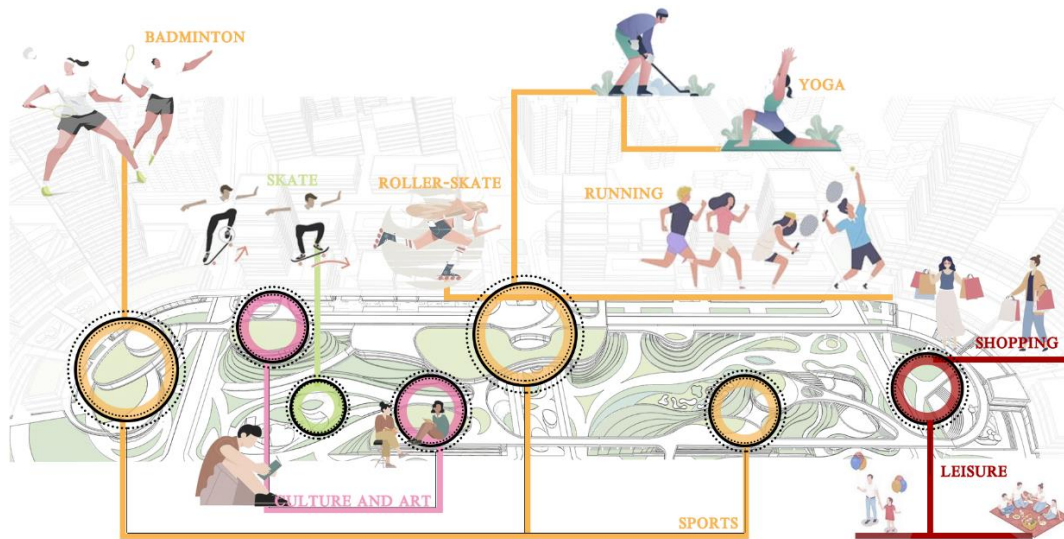 BADMINTON
YOGA
SKATE
ROLLER-SKATE
RUNNING
SHOPPING
LEISURE
CULTURE AND ART
SPORTS